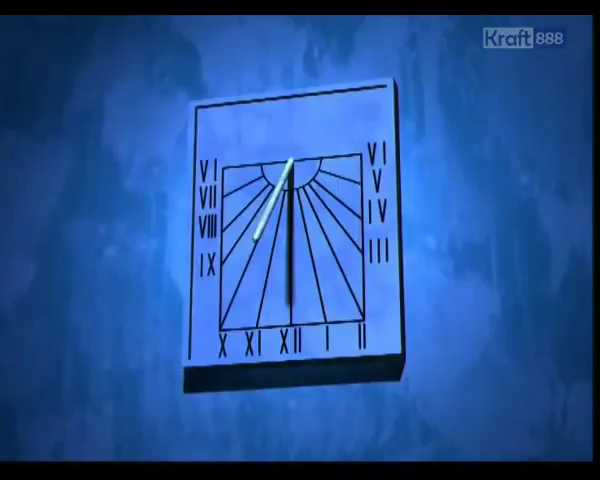 Kraft 888
VI VI
VII V
VIII IV
IX III
X XI XII I II